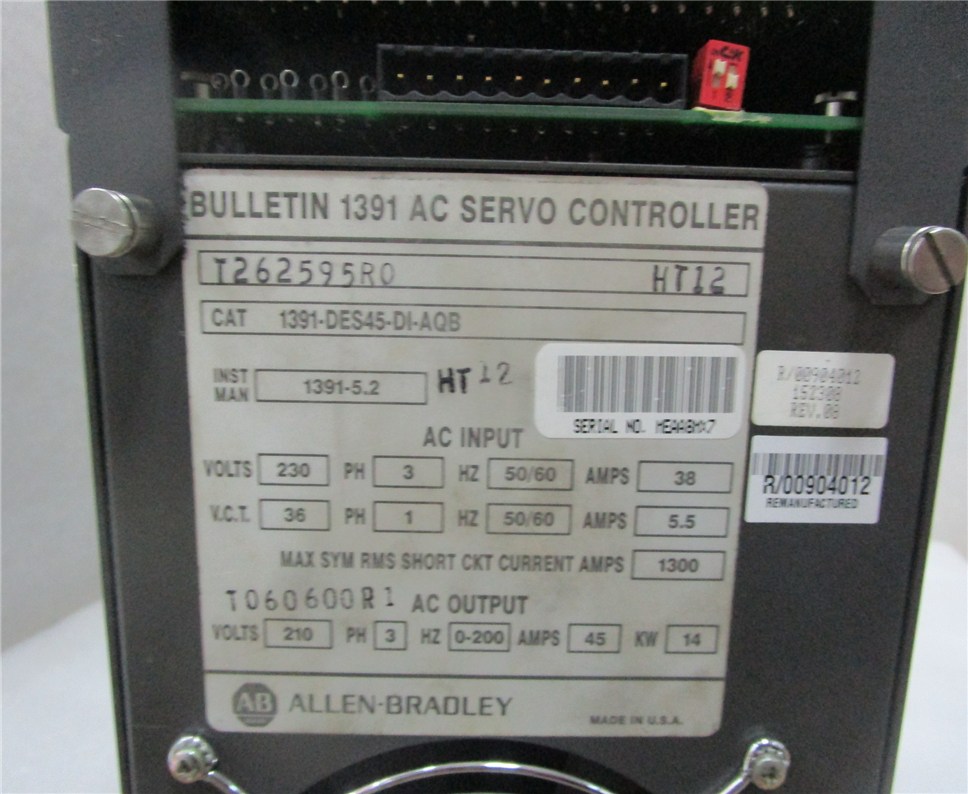 BULLETIN 1391 AC SERVO CONTROLLER
T262595R0 HT12
CAT 1391-DES45-DI-AQB
INST MAN 1391-5.2 HT 12
SERIAL NO. MEAA8MX7
R/00904012
152308
REV.08
R/00904012
REMANUFACTURED
AC INPUT
VOLTS 230 PH 3 HZ 50/60 AMPS 38
V.C.T. 36 PH 1 HZ 50/60 AMPS 5.5
MAX SYM RMS SHORT CKT CURRENT AMPS 1300
T060600R1 AC OUTPUT
VOLTS 210 PH 3 HZ 0-200 AMPS 45 KW 14
AB ALLEN-BRADLEY
MADE IN U.S.A.